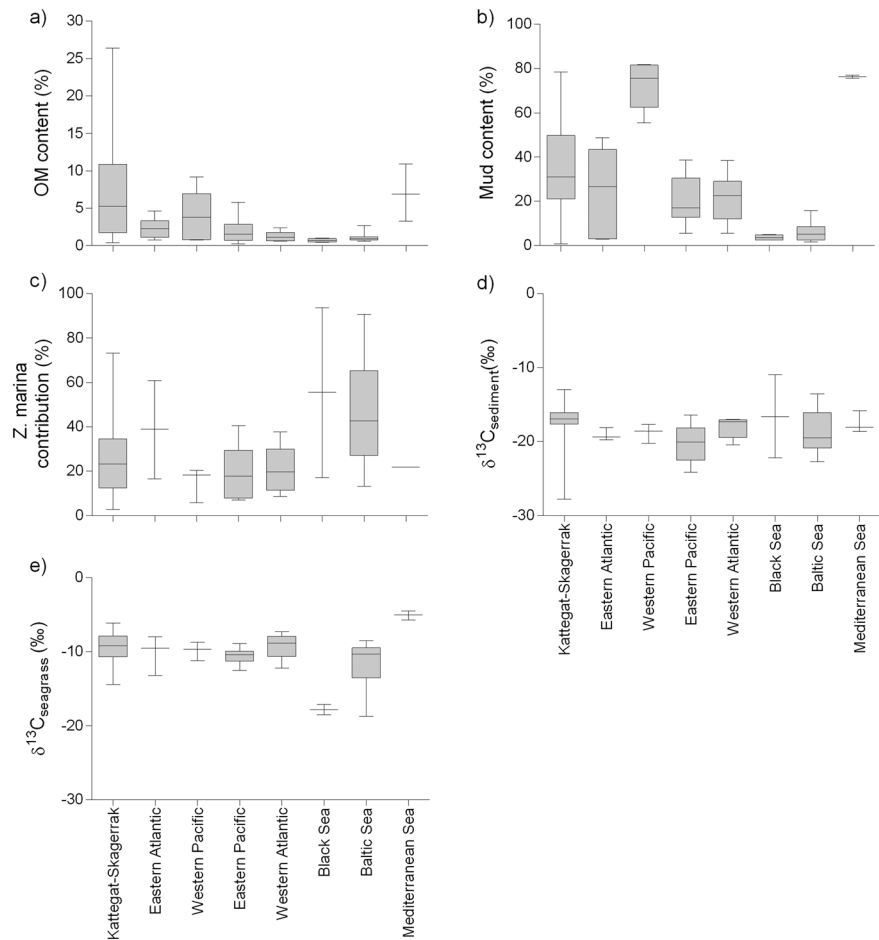 a)
OM content (%)
30
25
20
15
10
5
0
b)
Mud content (%)
100
80
60
40
20
0
c)
Z. marina
contribution (%)
100
80
60
40
20
0
d)
δ13Csediment(‰)
0
-10
-20
-30
Kattegat-Skagerrak
Eastern Atlantic
Western Pacific
Eastern Pacific
Western Atlantic
Black Sea
Baltic Sea
Mediterranean Sea
e)
δ13Cseagrass (‰)
0
-10
-20
-30
Kattegat-Skagerrak
Eastern Atlantic
Western Pacific
Eastern Pacific
Western Atlantic
Black Sea
Baltic Sea
Mediterranean Sea